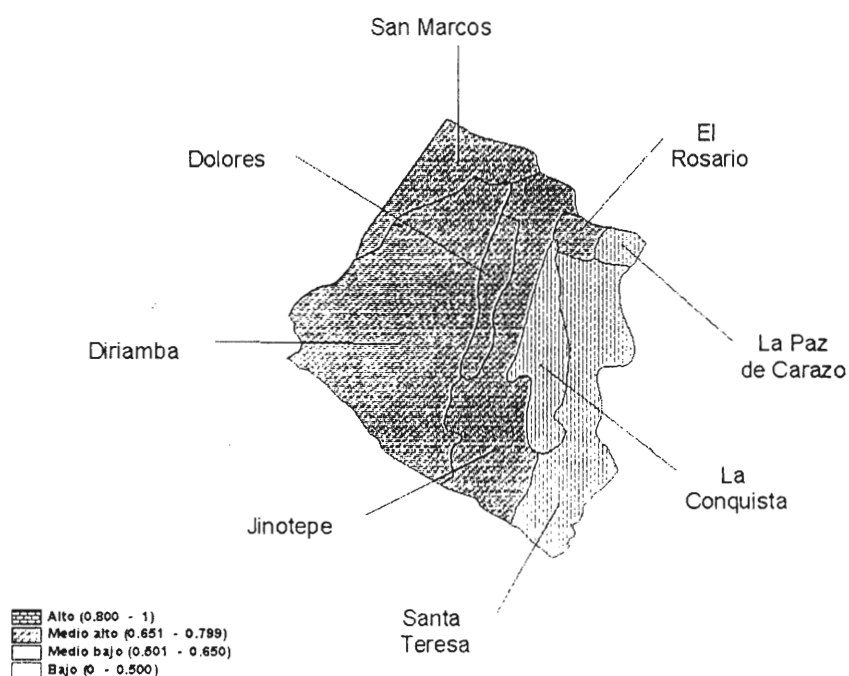 San Marcos
El
Rosario
Dolores
Diriamba
La Paz
de Carazo
La
Conquista
Jinotepe
Santa
Teresa
Alto (0.800 - 1)
Medio alto (0.651 - 0.799)
Medio bajo (0.501 - 0.650)
Bajo (0 - 0.500)